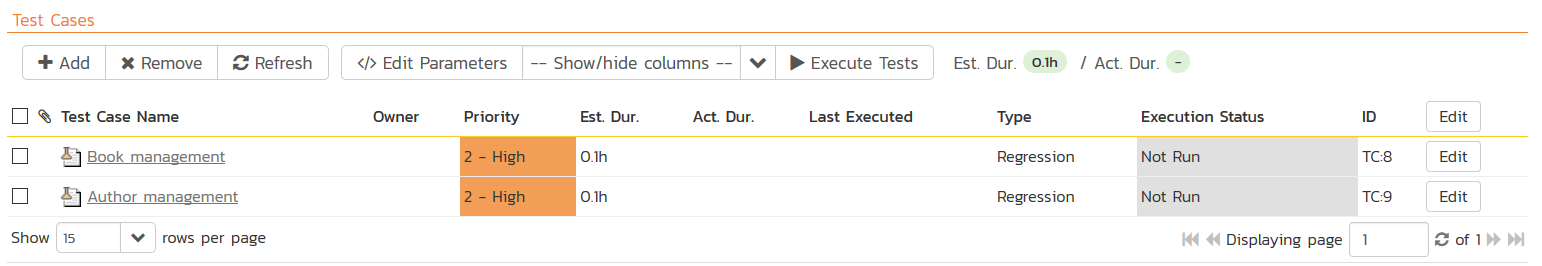 Test Cases
Add Remove Refresh </> Edit Parameters -- Show/hide columns -- Execute Tests Est. Dur. 0.1h / Act. Dur. -
Test Case Name Owner Priority Est. Dur. Act. Dur. Last Executed Type Execution Status ID Edit
Book management 2 - High 0.1h Regression Not Run TC:8 Edit
Author management 2 - High 0.1h Regression Not Run TC:9 Edit
Show 15 rows per page Displaying page 1 of 1